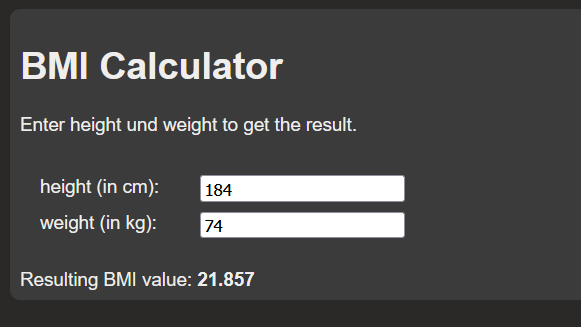 BMI Calculator
Enter height und weight to get the result.
height (in cm): 184
weight (in kg): 74
Resulting BMI value: 21.857